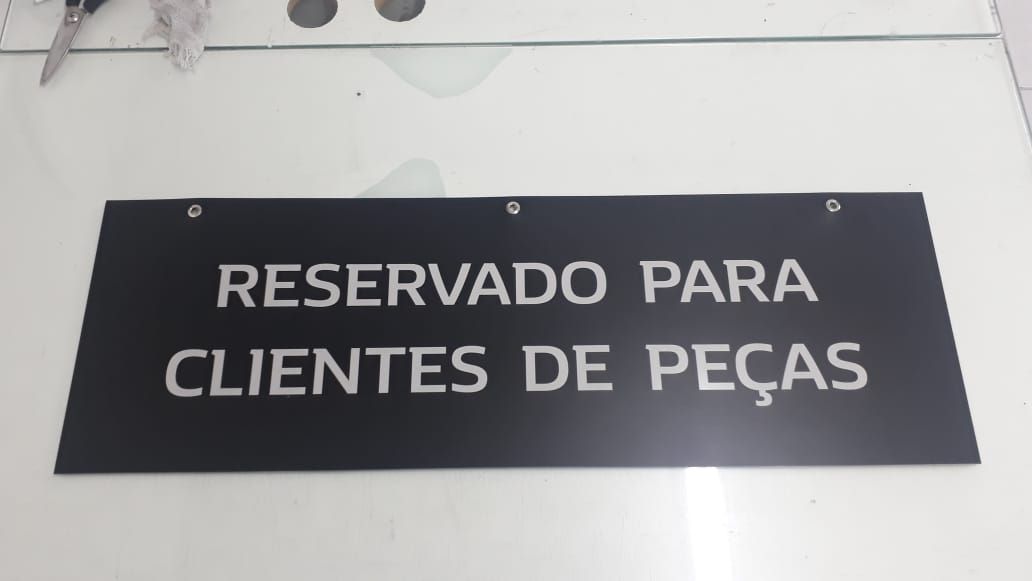 RESERVADO PARA
CLIENTES DE PEÇAS